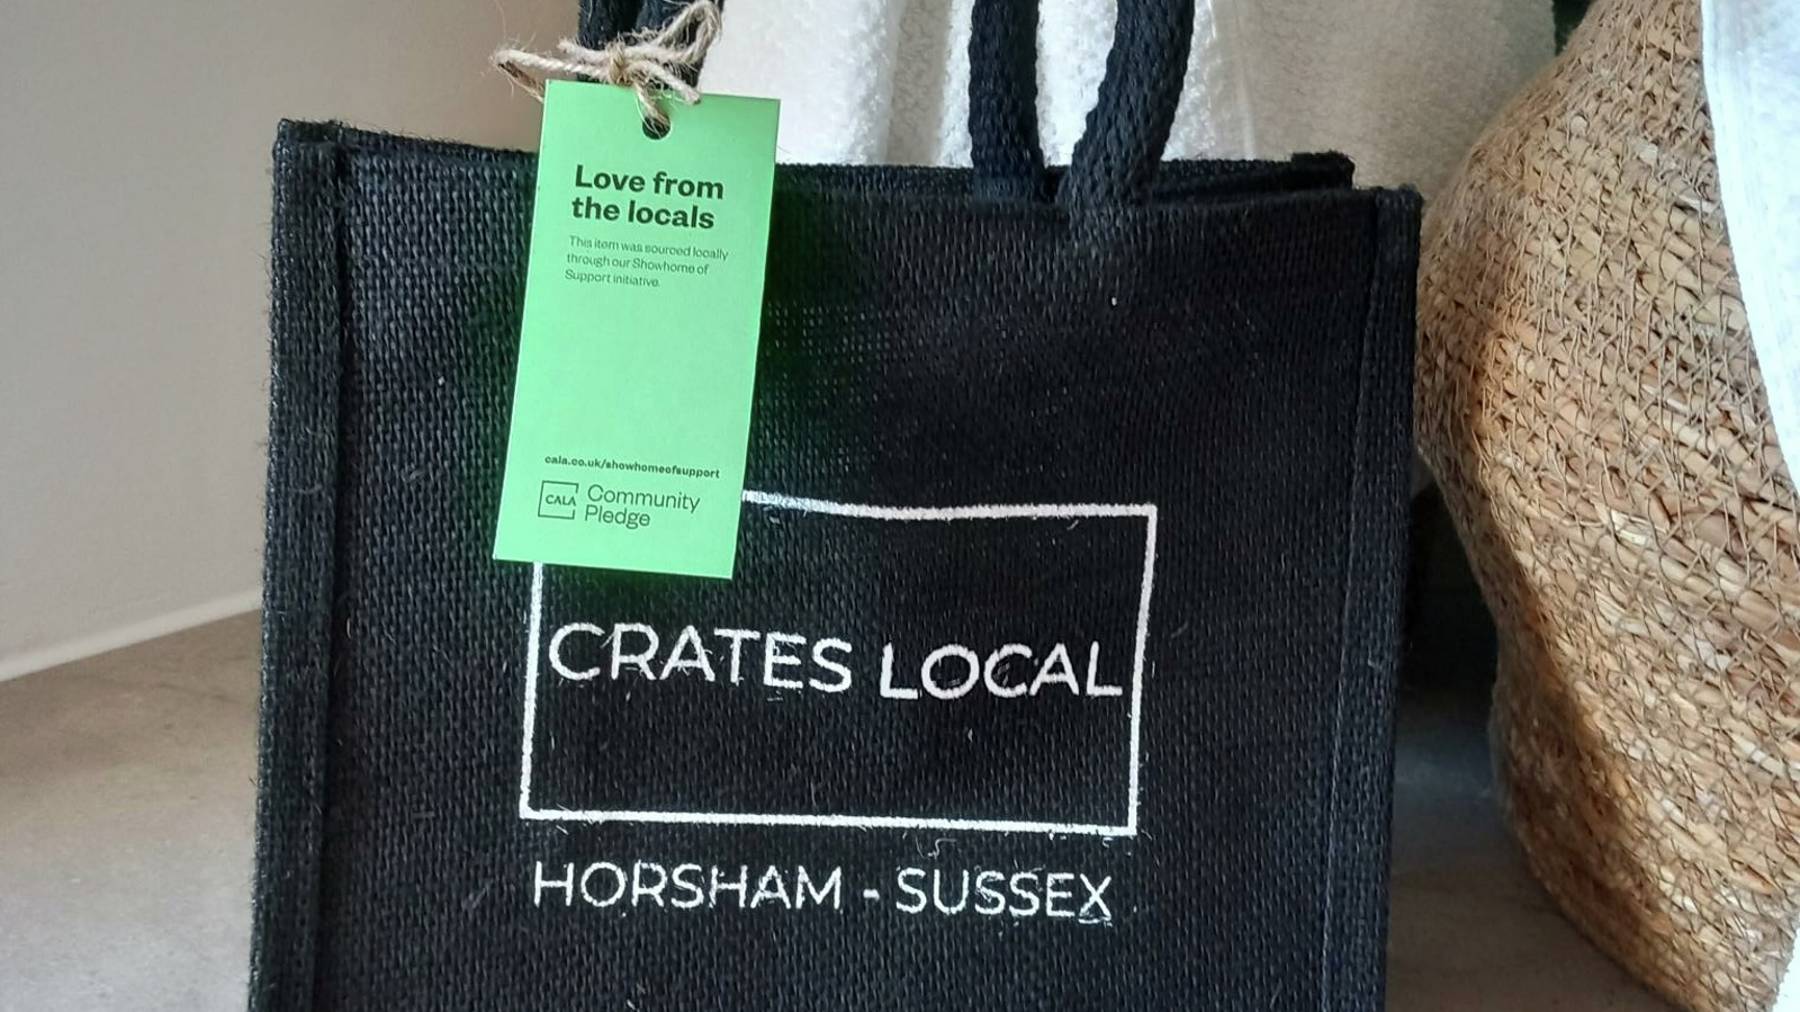 Love from
the locals
This item was sourced locally
through our Showhome of
Support initiative.
cala.co.uk/showhomeofsupport
CALA
Community
Pledge
CRATES LOCAL
HORSHAM - SUSSEX